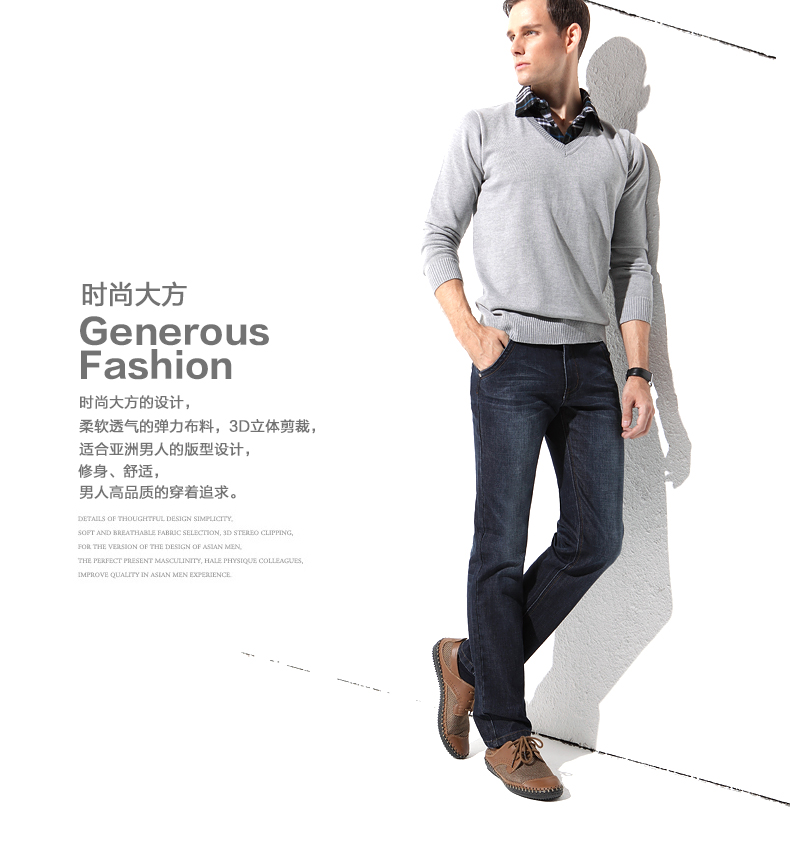 时尚大方
Generous
Fashion
时尚大方的设计，
柔软透气的弹力布料，3D立体剪裁，
适合亚洲男人的版型设计，
修身、舒适，
男人高品质的穿着追求。
DETAILS OF THOUGHTFUL DESIGN SIMPLICITY,
SOFT AND BREATHABLE FABRIC SELECTION, 3D STEREO CLIPPING,
FOR THE VERSION OF THE DESIGN OF ASIAN MEN,
THE PERFECT PRESENT MASCULINITY, HALE PHYSIQUE COLLEAGUES,
IMPROVE QUALITY IN ASIAN MEN EXPERIENCE.